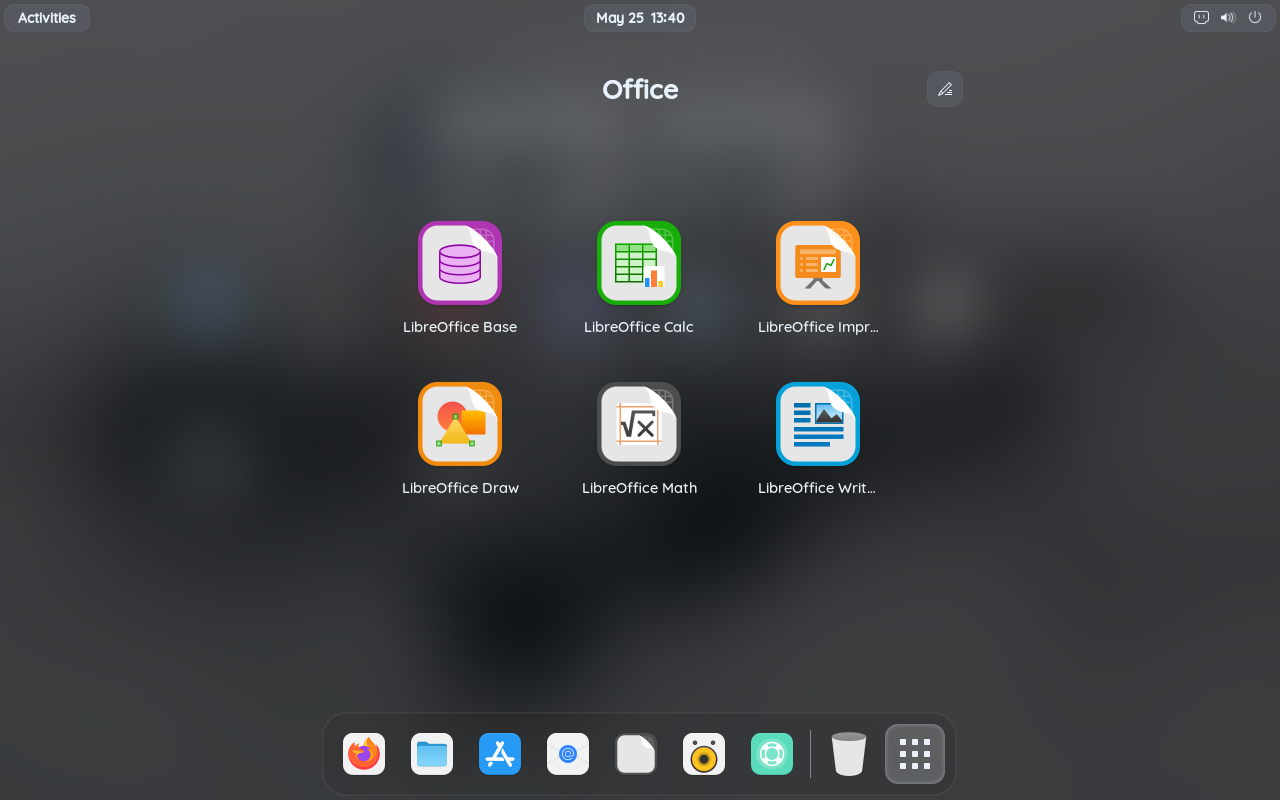 Activities
May 25 13:40
Office
LibreOffice Base
LibreOffice Calc
LibreOffice Impr...
LibreOffice Draw
LibreOffice Math
LibreOffice Writ...